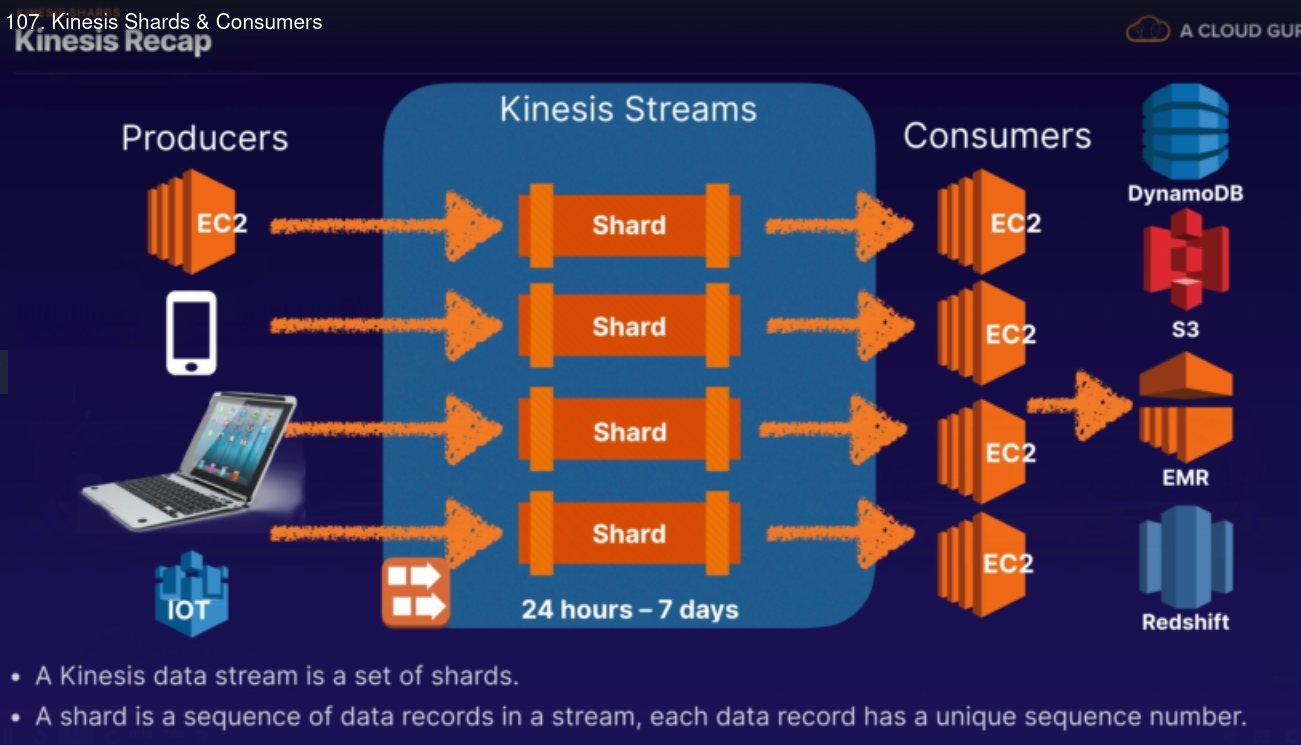 KINESIS SHARDS
107. Kinesis Shards & Consumers
Kinesis Recap
A CLOUD GUR
Kinesis Streams
Producers
Consumers
EC2
Shard
EC2
DynamoDB
Shard
EC2
S3
Shard
EC2
EMR
Shard
EC2
IOT
24 hours – 7 days
Redshift
• A Kinesis data stream is a set of shards.
• A shard is a sequence of data records in a stream, each data record has a unique sequence number.